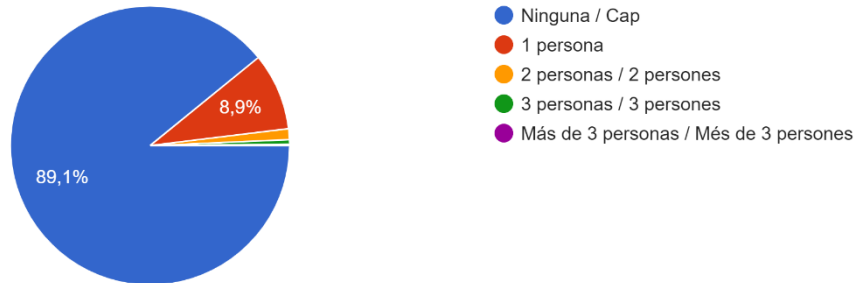 89,1%
8,9%
Ninguna / Cap
1 persona
2 personas / 2 persones
3 personas / 3 persones
Más de 3 personas / Més de 3 persones